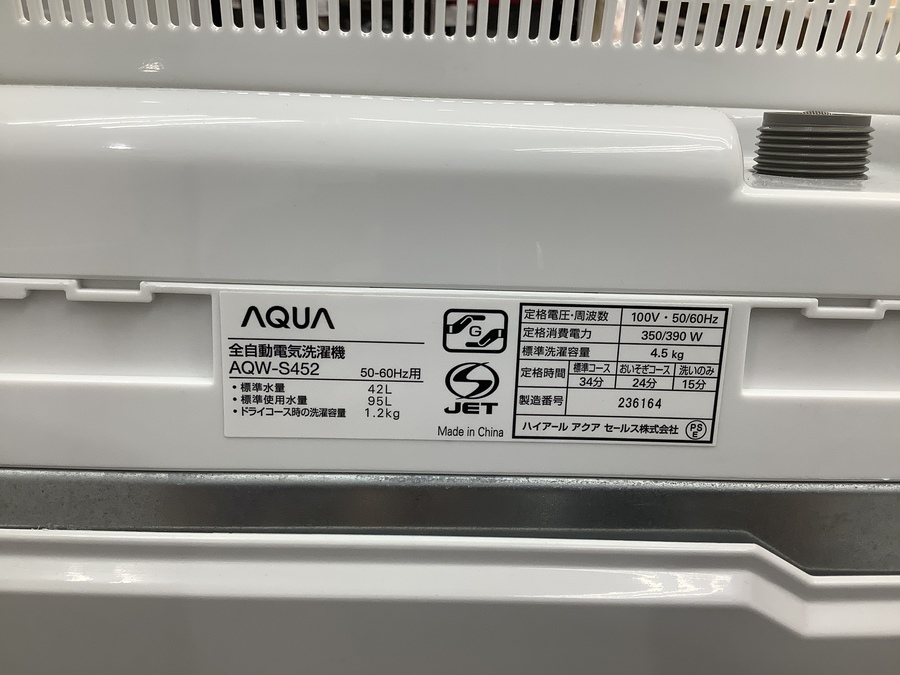 AQUA
全自動電気洗濯機
AQW-S452 50-60Hz用
・標準水量 42L
・標準使用水量 95L
・ドライコース時の洗濯容量 1.2kg
G
S
JET
Made in China
定格電圧・周波数 100V・50/60Hz
定格消費電力 350/390 W
標準洗濯容量 4.5 kg
定格時間 標準コース おいそぎコース 洗いのみ
34分 24分 15分
製造番号 236164
ハイアール アクア セールス株式会社 PSE